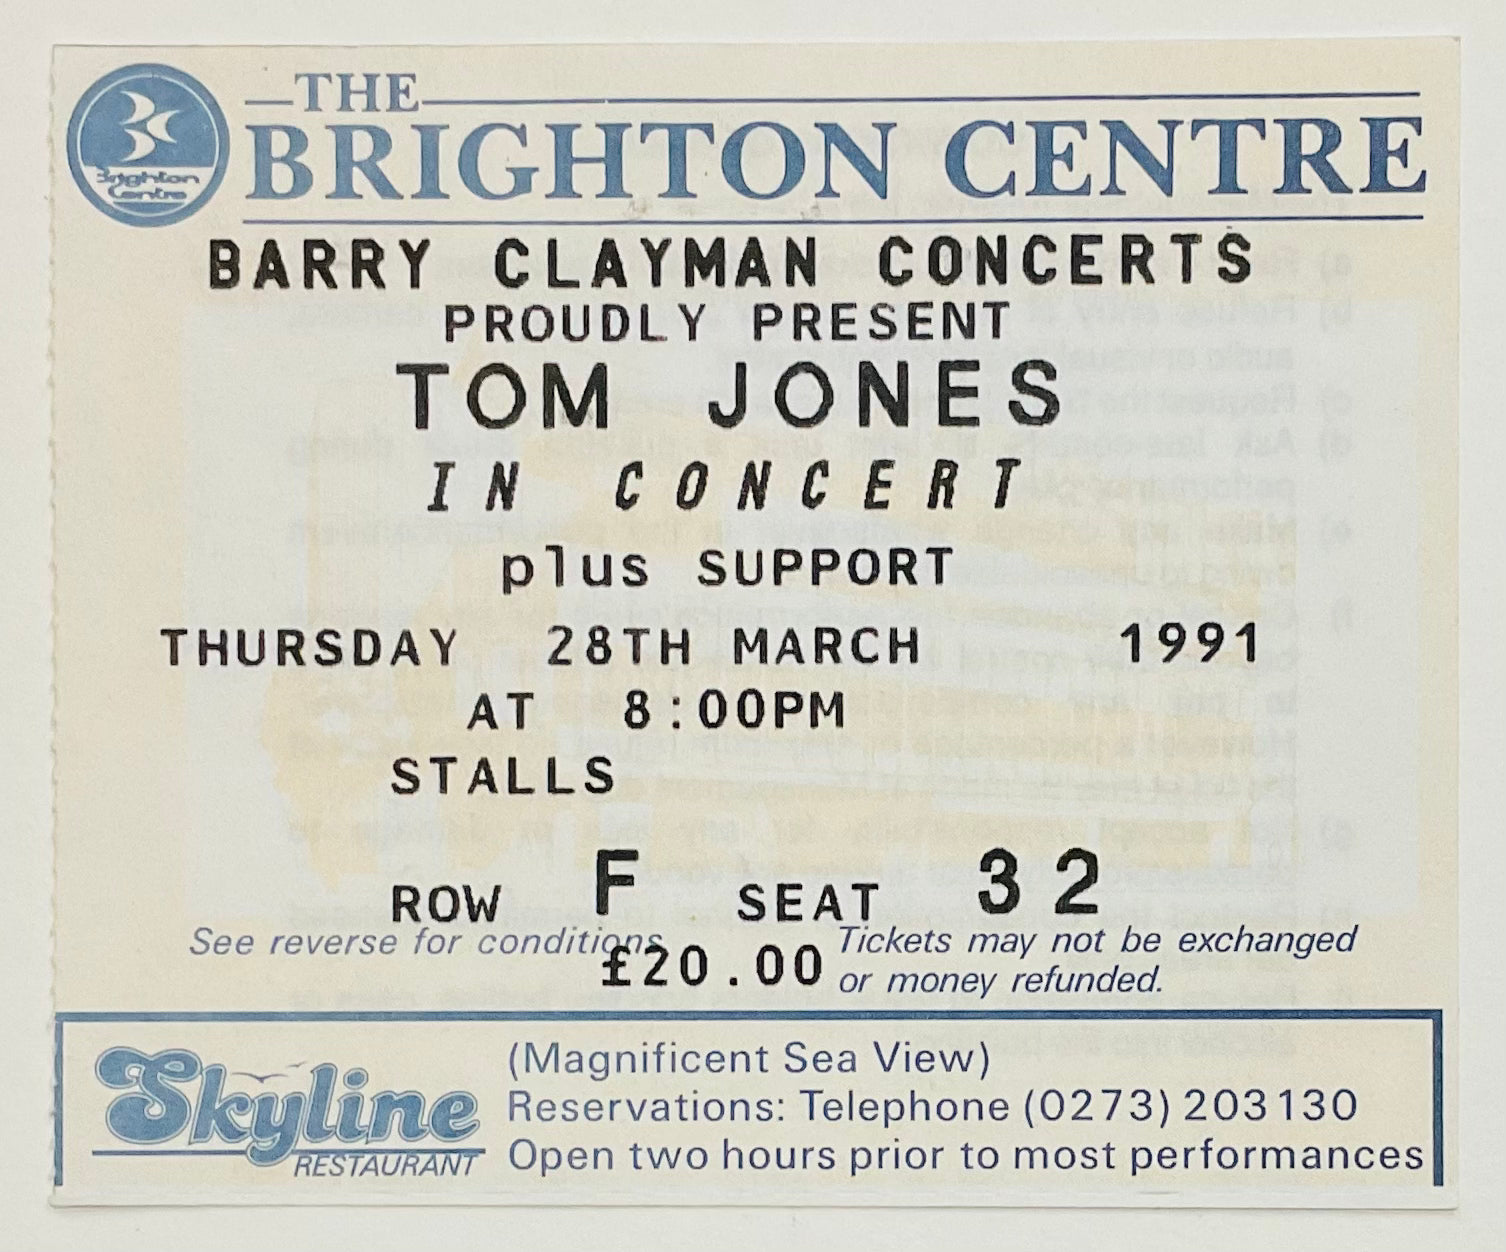 THE
BRIGHTON CENTRE
Brighton
Centre
BARRY CLAYMAN CONCERTS
PROUDLY PRESENT
TOM JONES
IN CONCERT
plus SUPPORT
THURSDAY 28TH MARCH 1991
AT 8:00PM
STALLS
ROW F SEAT 32
See reverse for conditions
£20.00
Tickets may not be exchanged
or money refunded.
Skyline
RESTAURANT
(Magnificent Sea View)
Reservations: Telephone (0273) 203130
Open two hours prior to most performances